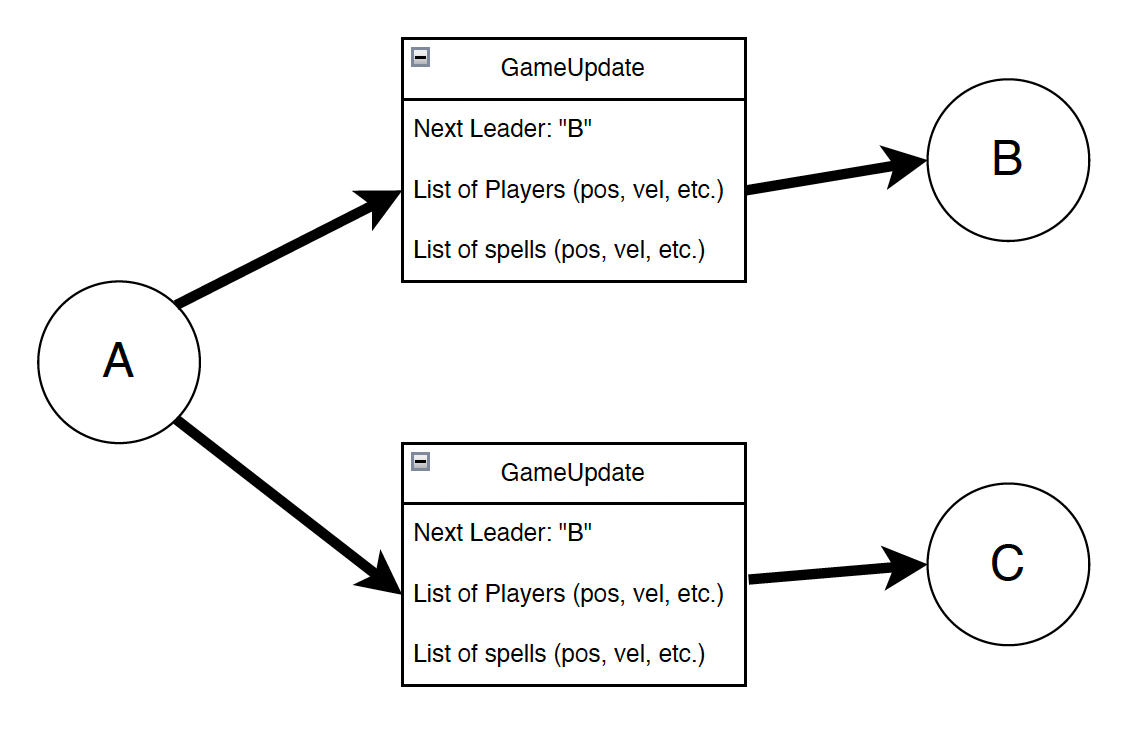 GameUpdate
Next Leader: "B"
List of Players (pos, vel, etc.)
List of spells (pos, vel, etc.)
B
A
GameUpdate
Next Leader: "B"
List of Players (pos, vel, etc.)
List of spells (pos, vel, etc.)
C